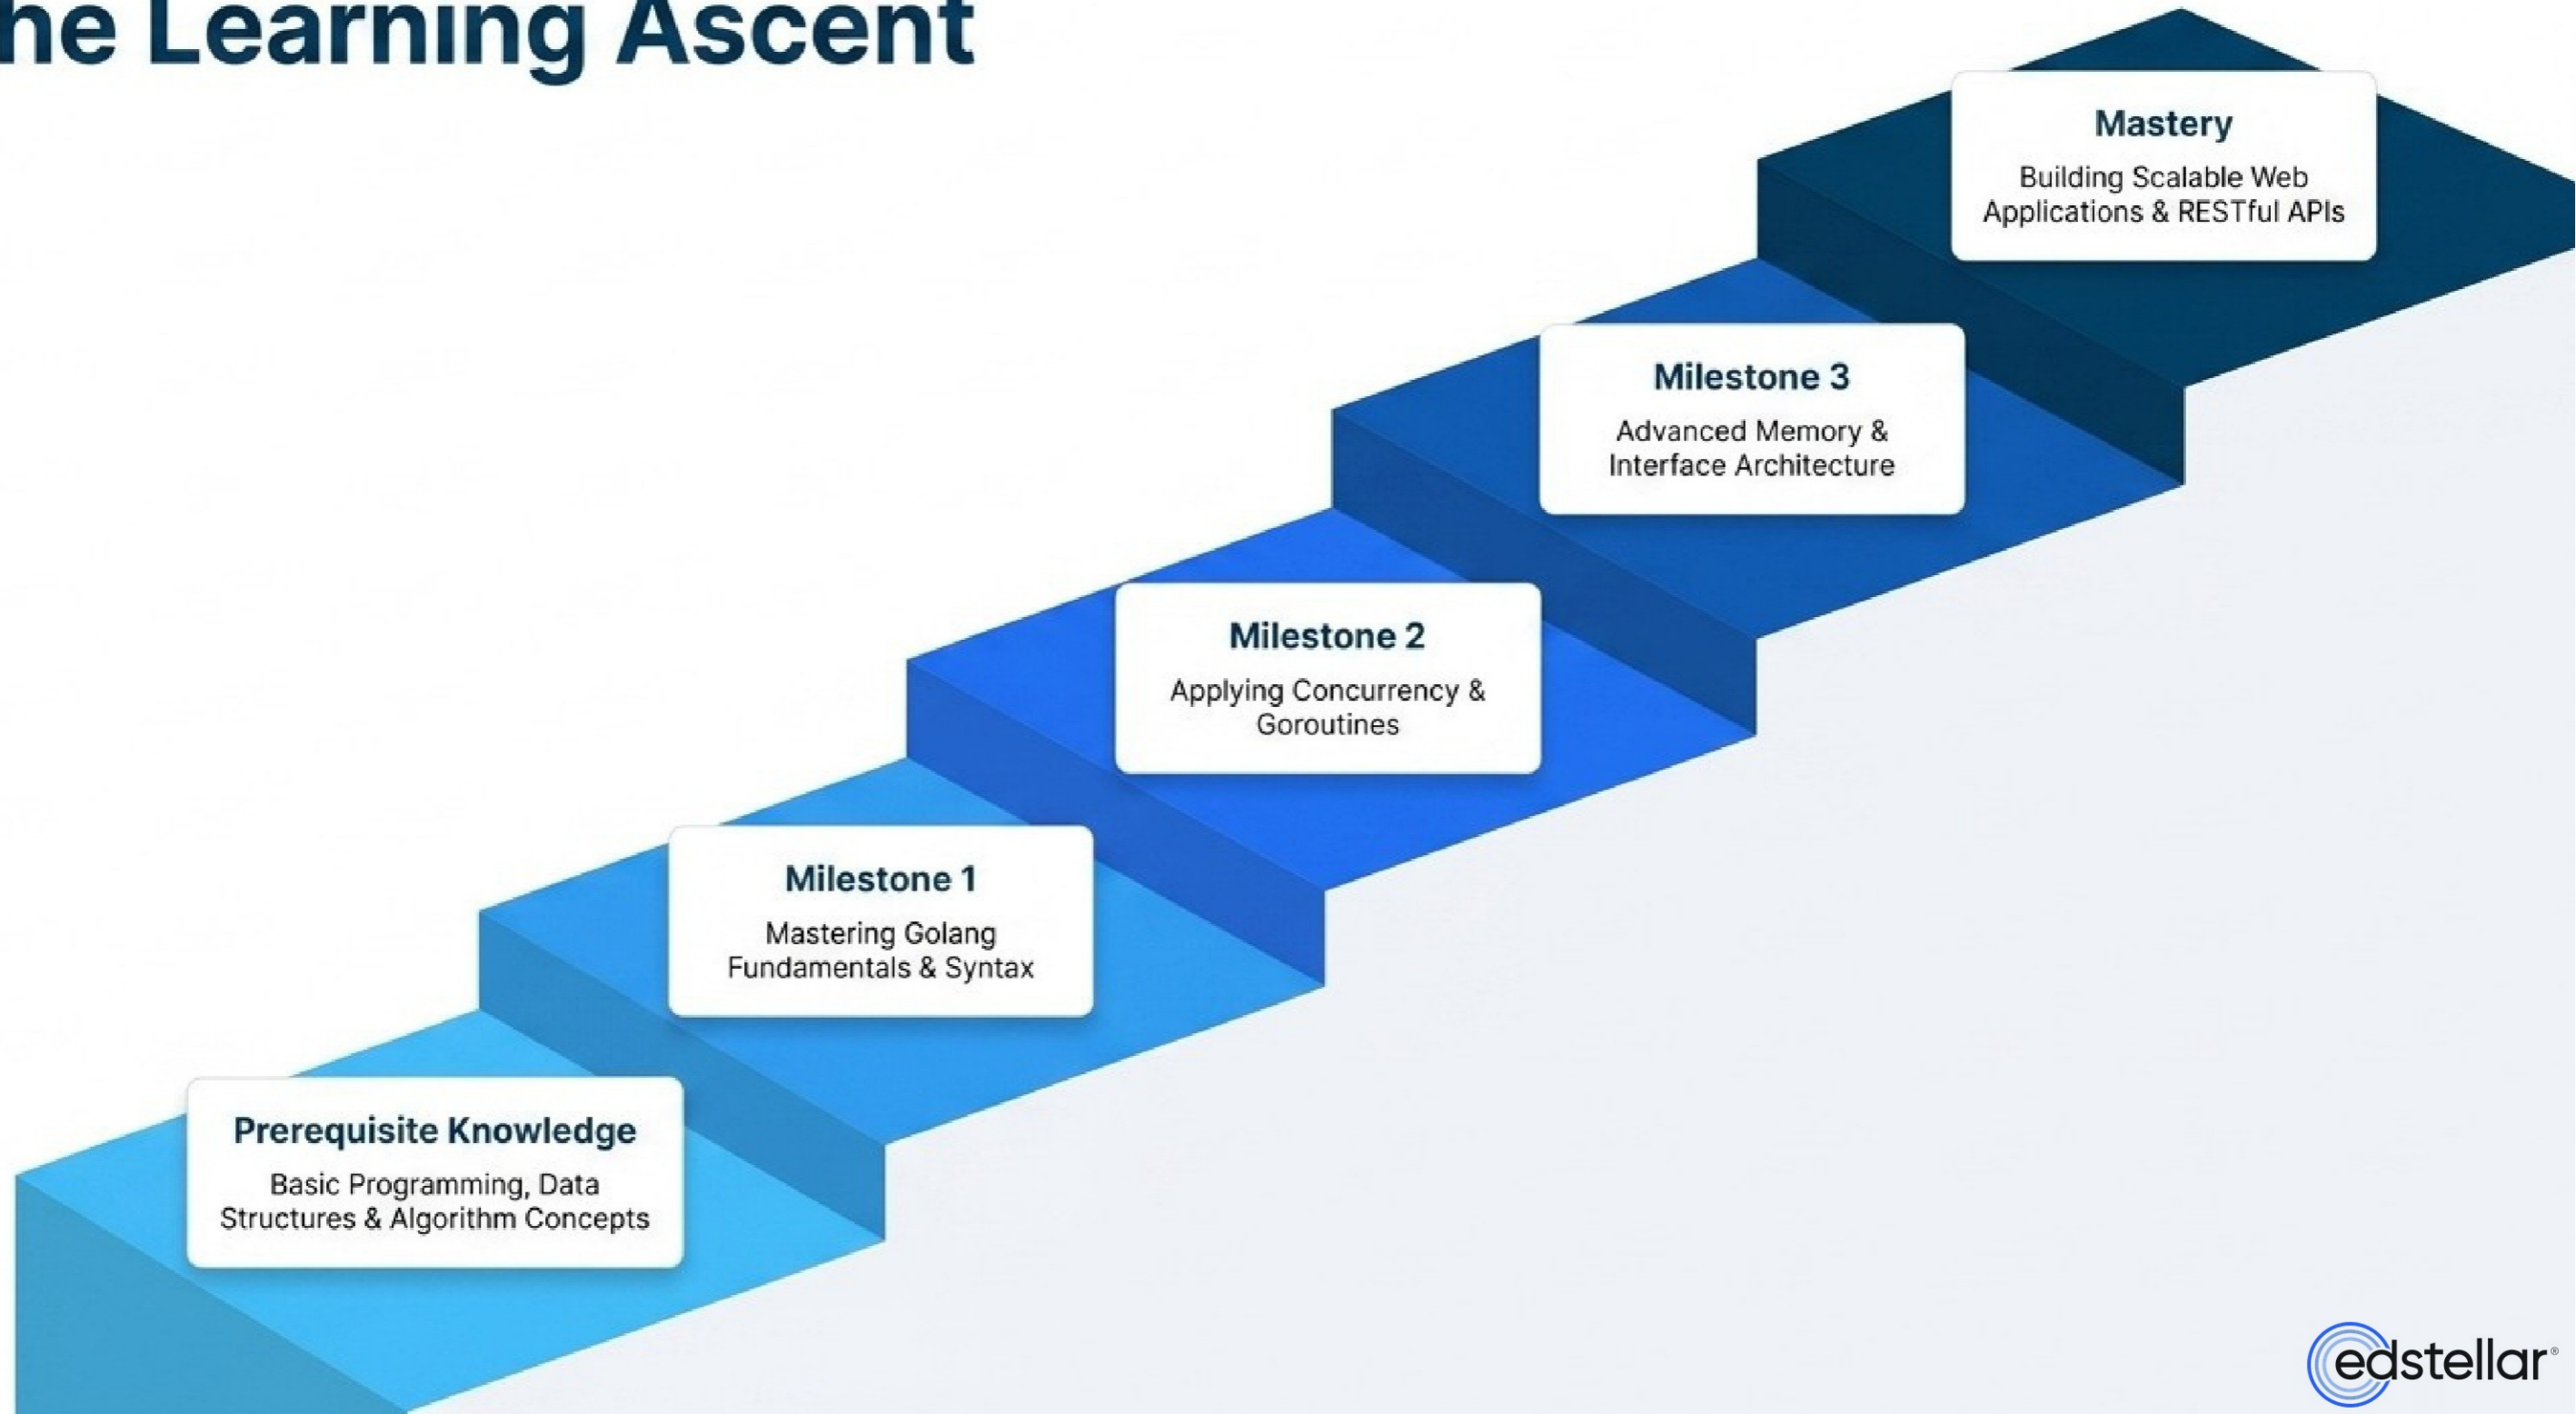 he Learning Ascent
Mastery
Building Scalable Web
Applications & RESTful APIs
Milestone 3
Advanced Memory &
Interface Architecture
Milestone 2
Applying Concurrency &
Goroutines
Milestone 1
Mastering Golang
Fundamentals & Syntax
Prerequisite Knowledge
Basic Programming, Data
Structures & Algorithm Concepts
edstellar®